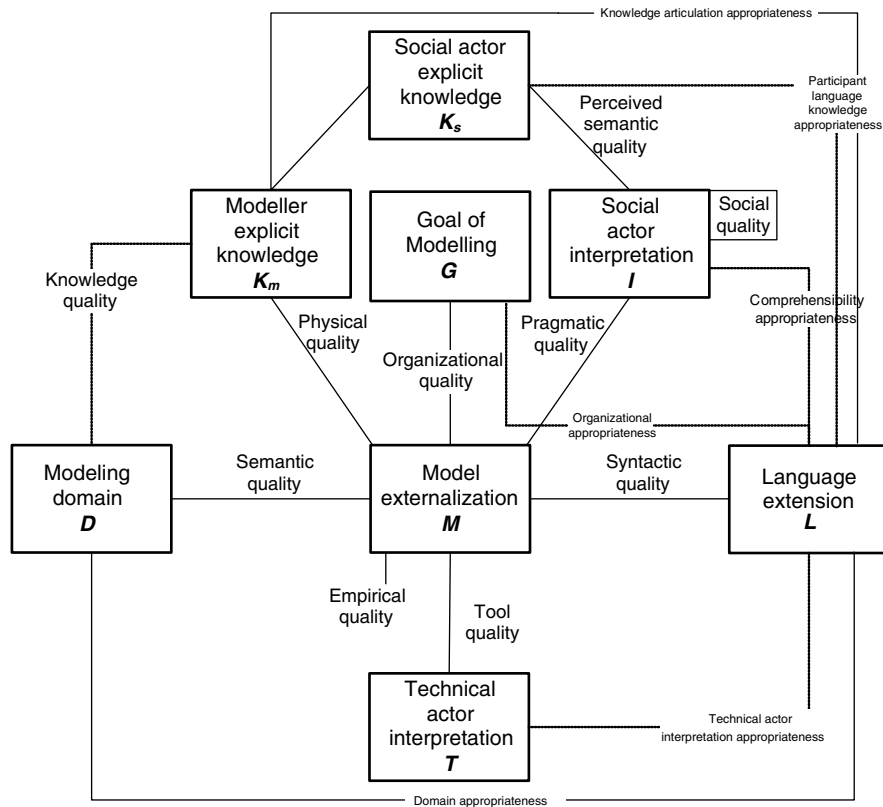 Knowledge articulation appropriateness
Social actor
explicit
knowledge
Ks
Participant
language
knowledge
appropriateness
Perceived
semantic
quality
Modeller
explicit
knowledge
Km
Goal of
Modelling
G
Social
actor
interpretation
I
Social
quality
Knowledge
quality
Physical
quality
Organizational
quality
Pragmatic
quality
Comprehensibility
appropriateness
Organizational
appropriateness
Modeling
domain
D
Semantic
quality
Model
externalization
M
Syntactic
quality
Language
extension
L
Empirical
quality
Tool
quality
Technical
actor
interpretation
T
Technical actor
interpretation appropriateness
Domain appropriateness